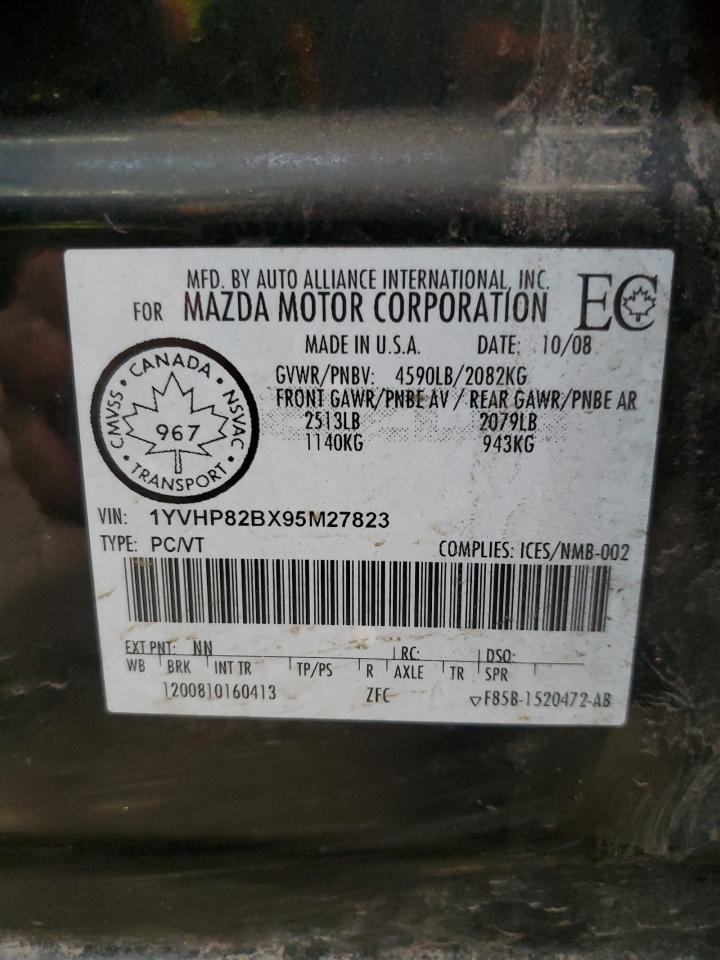 MFD. BY AUTO ALLIANCE INTERNATIONAL, INC.
FOR MAZDA MOTOR CORPORATION
EC
MADE IN U.S.A. DATE: 10/08
GVWR/PNBV: 4590LB/2082KG
FRONT GAWR/PNBE AV / REAR GAWR/PNBE AR
2513LB 2079LB
1140KG 943KG
CANADA
CMVSS • NSVAC
967
TRANSPORT
VIN: 1YVHP82BX95M27823
TYPE: PC/VT COMPLIES: ICES/NMB-002
EXT PNT: NN RC: DSO:
WB BRK INT TR TP/PS R AXLE TR SPR
1200810160413 ZFC F85B-1520472-AB